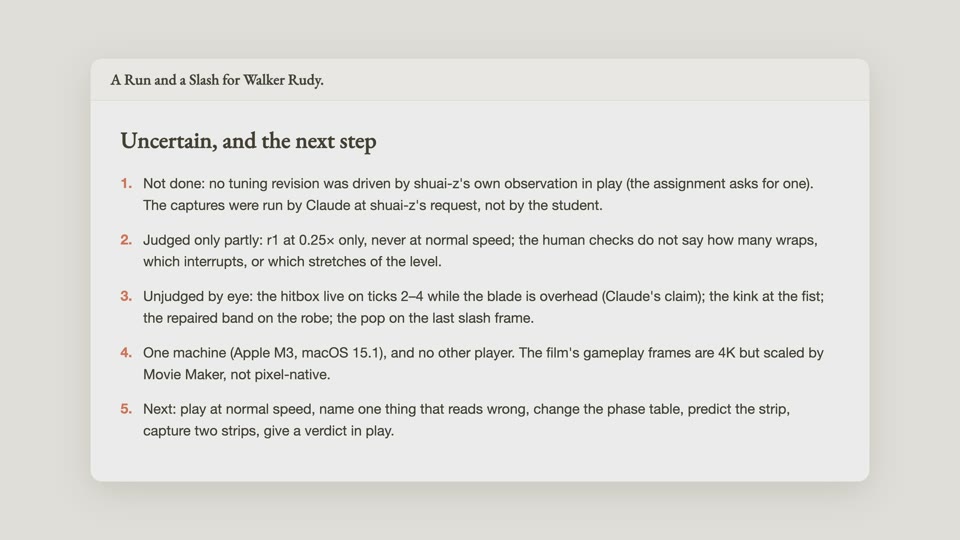 A Run and a Slash for Walker Rudy.
Uncertain, and the next step
1. Not done: no tuning revision was driven by shuai-z's own observation in play (the assignment asks for one).
The captures were run by Claude at shuai-z's request, not by the student.
2. Judged only partly: r1 at 0.25× only, never at normal speed; the human checks do not say how many wraps,
which interrupts, or which stretches of the level.
3. Unjudged by eye: the hitbox live on ticks 2–4 while the blade is overhead (Claude's claim); the kink at the fist;
the repaired band on the robe; the pop on the last slash frame.
4. One machine (Apple M3, macOS 15.1), and no other player. The film's gameplay frames are 4K but scaled by
Movie Maker, not pixel-native.
5. Next: play at normal speed, name one thing that reads wrong, change the phase table, predict the strip,
capture two strips, give a verdict in play.